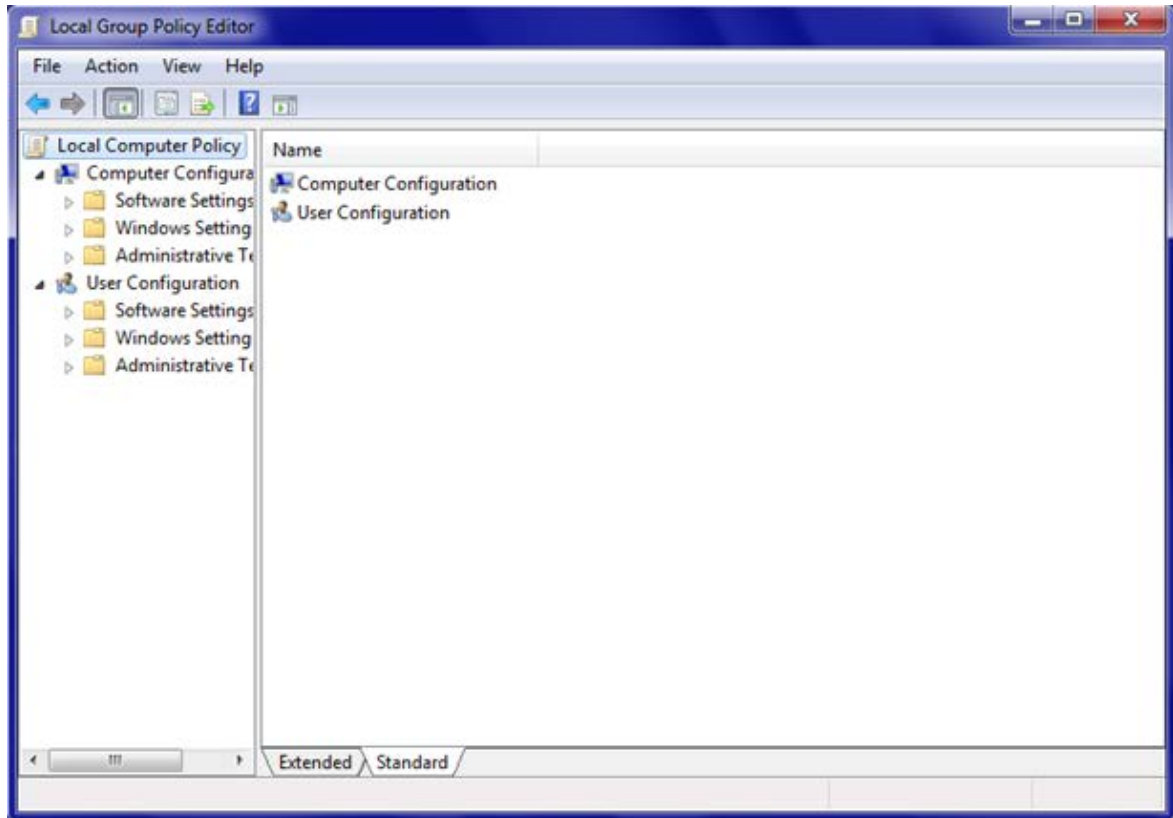 Local Group Policy Editor
File Action View Help
Local Computer Policy
Computer Configura
Software Settings
Windows Setting
Administrative Te
User Configuration
Software Settings
Windows Setting
Administrative Te
Name
Computer Configuration
User Configuration
Extended Standard